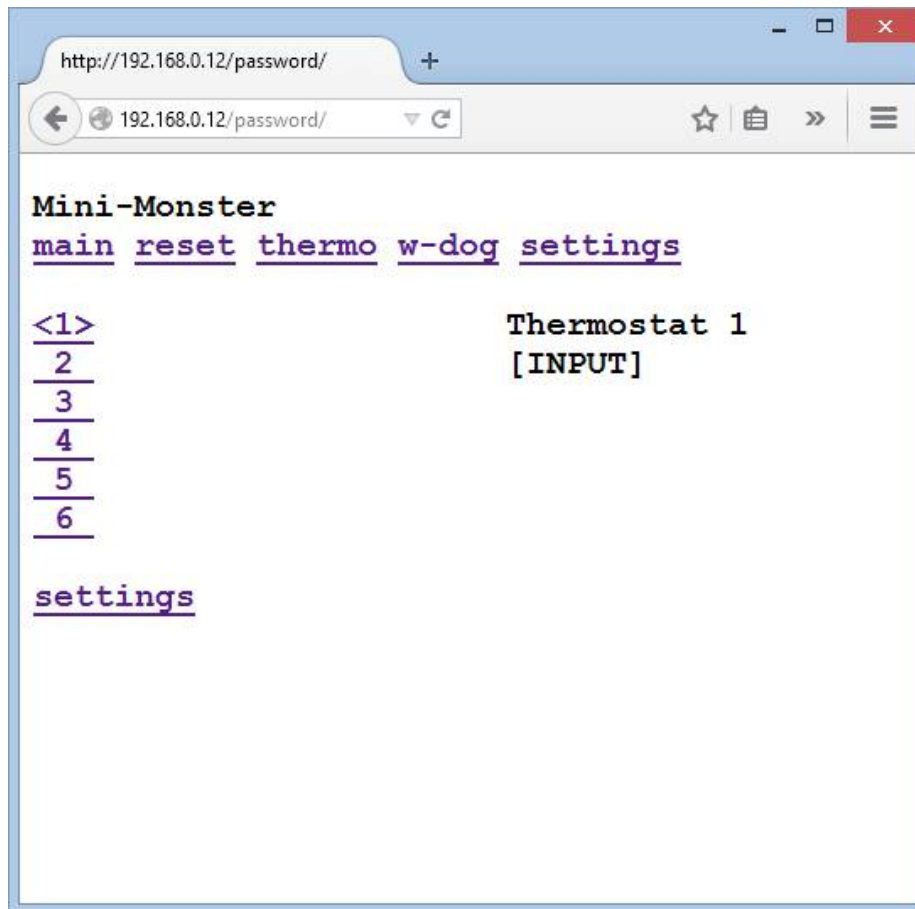 http://192.168.0.12/password/
192.168.0.12/password/
Mini-Monster
main reset thermo w-dog settings
<1> Thermostat 1
2 [INPUT]
3
4
5
6
settings